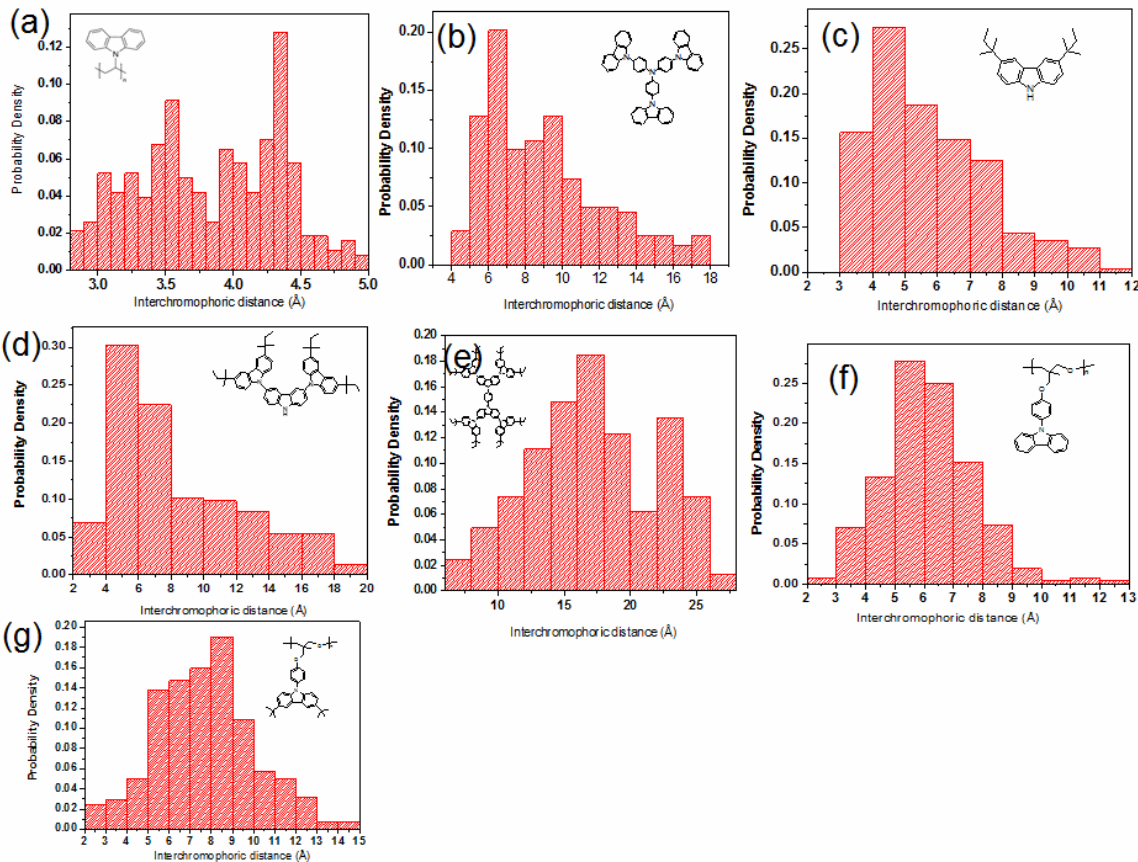 (a)
Probability Density
0.12
0.10
0.08
0.06
0.04
0.02
0.00
3.0 3.5 4.0 4.5 5.0
Interchromophoric distance (Å)
N
n
(b)
Probability Density
0.20
0.15
0.10
0.05
0.00
4 6 8 10 12 14 16 18
Interchromophoric distance (Å)
N
N
N
N
(c)
Probability Density
0.25
0.20
0.15
0.10
0.05
0.00
2 3 4 5 6 7 8 9 10 11 12
Interchromophoric distance (Å)
N
H
(d)
Probability Density
0.30
0.25
0.20
0.15
0.10
0.05
0.00
2 4 6 8 10 12 14 16 18 20
Interchromophoric distance (Å)
N
N
N
H
(e)
Probability Density
0.20
0.18
0.16
0.14
0.12
0.10
0.08
0.06
0.04
0.02
0.00
10 15 20 25
Interchromophoric distance (Å)
(f)
Probability Density
0.25
0.20
0.15
0.10
0.05
0.00
2 3 4 5 6 7 8 9 10 11 12 13
Interchromophoric distance (Å)
O
n
O
N
(g)
Probability Density
0.20
0.18
0.16
0.14
0.12
0.10
0.08
0.06
0.04
0.02
0.00
2 3 4 5 6 7 8 9 10 11 12 13 14 15
Interchromophoric distance (Å)
N